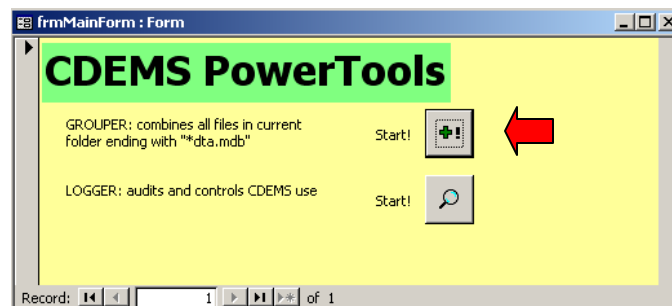 frmMainForm : Form
CDEMS PowerTools
GROUPER: combines all files in current
folder ending with "*dta.mdb"
Start!
LOGGER: audits and controls CDEMS use
Start!
Record: 1 of 1